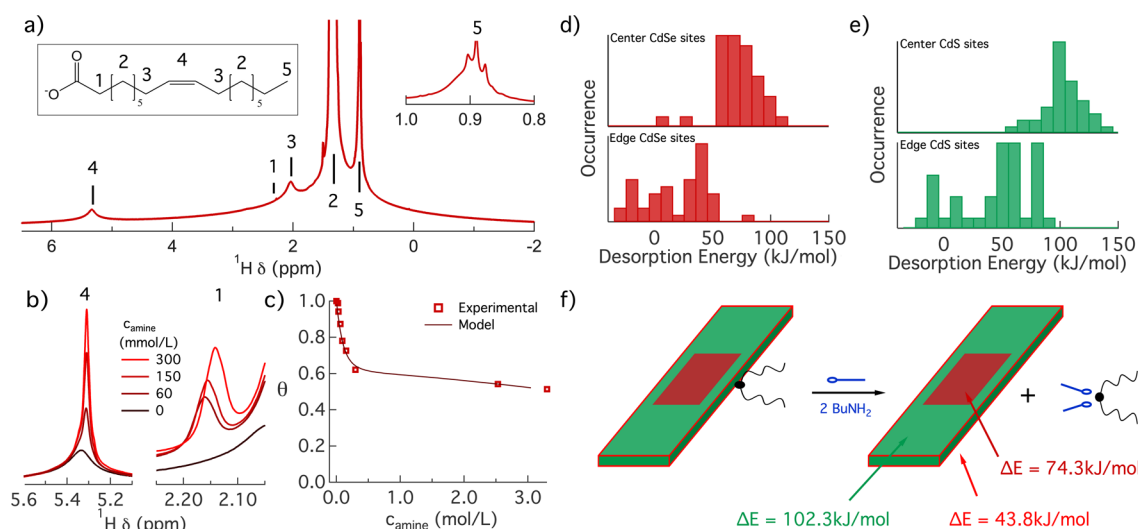 a)
O
-O
1
2
5
3
4
3
2
5
5
4
1
3
2
5
6
4
2
0
-2
¹H δ (ppm)
5
1.0
0.9
0.8
b)
4
1
c_amine
(mmol/L)
300
150
60
0
5.6
5.4
5.2
2.20
2.10
¹H δ (ppm)
c)
1.0
0.8
0.6
0.4
0.2
0.0
θ
Experimental
Model
0.0
1.0
2.0
3.0
c_amine (mol/L)
d)
Center CdSe sites
Edge CdSe sites
Occurrence
0
50
100
150
Desorption Energy (kJ/mol)
e)
Center CdS sites
Edge CdS sites
Occurrence
0
50
100
150
Desorption Energy (kJ/mol)
f)
2 BuNH₂
+
ΔE = 74.3kJ/mol
ΔE = 102.3kJ/mol
ΔE = 43.8kJ/mol